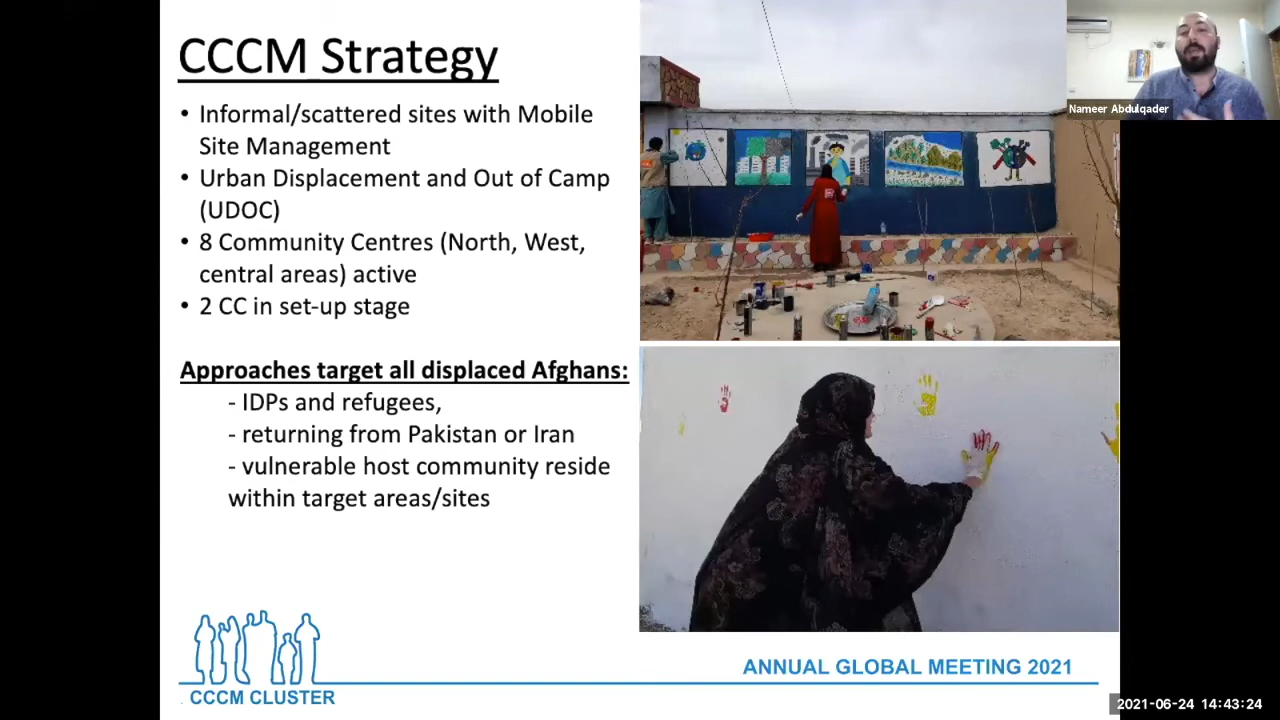 CCCM Strategy
• Informal/scattered sites with Mobile
Site Management
• Urban Displacement and Out of Camp
(UDOC)
• 8 Community Centres (North, West,
central areas) active
• 2 CC in set-up stage
Approaches target all displaced Afghans:
- IDPs and refugees,
- returning from Pakistan or Iran
- vulnerable host community reside
within target areas/sites
Nameer Abdulqader
CCCM CLUSTER
ANNUAL GLOBAL MEETING 2021
2021-06-24 14:43:24